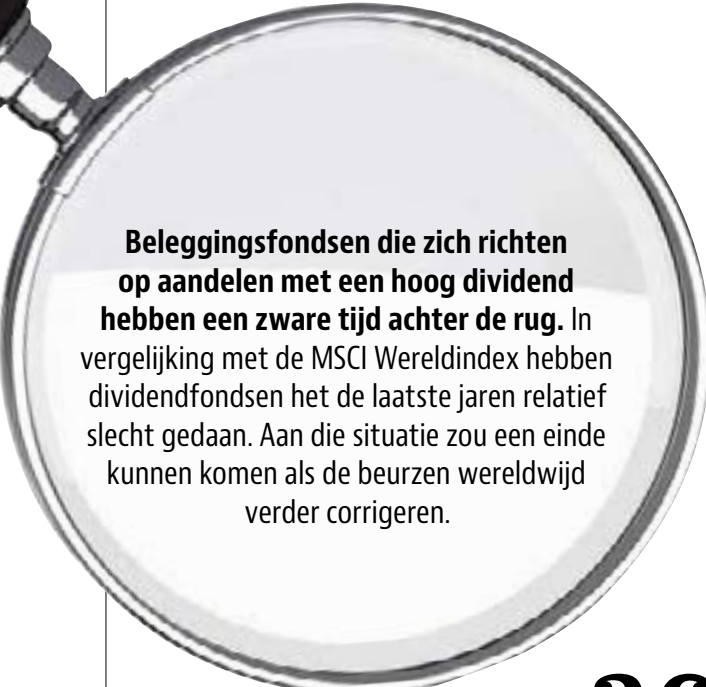 Beleggingsfondsen die zich richten
op aandelen met een hoog dividend
hebben een zware tijd achter de rug. In
vergelijking met de MSCI Wereldindex hebben
dividendfondsen het de laatste jaren relatief
slecht gedaan. Aan die situatie zou een einde
kunnen komen als de beurzen wereldwijd
verder corrigeren.